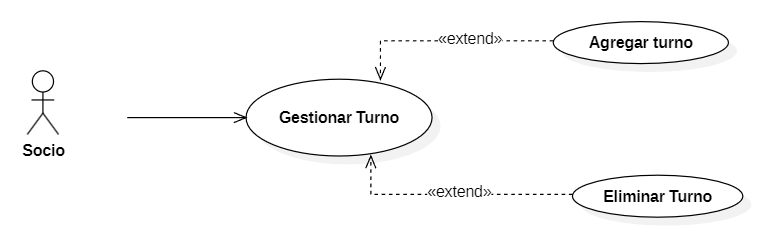 «extend»
Agregar turno
Gestionar Turno
Socio
«extend»
Eliminar Turno